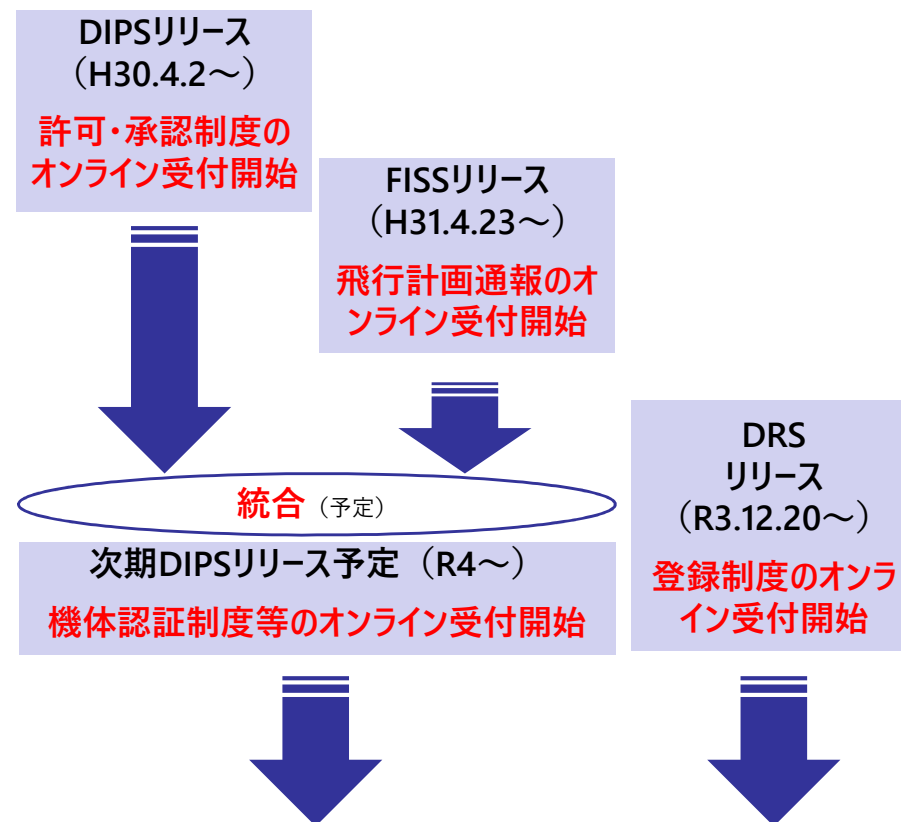 DIPSリリース
（H30.4.2～）
許可・承認制度の
オンライン受付開始
FISSリリース
（H31.4.23～）
飛行計画通報のオ
ンライン受付開始
DRS
リリース
（R3.12.20～）
登録制度のオンラ
イン受付開始
統合（予定）
次期DIPSリリース予定（R4～）
機体認証制度等のオンライン受付開始